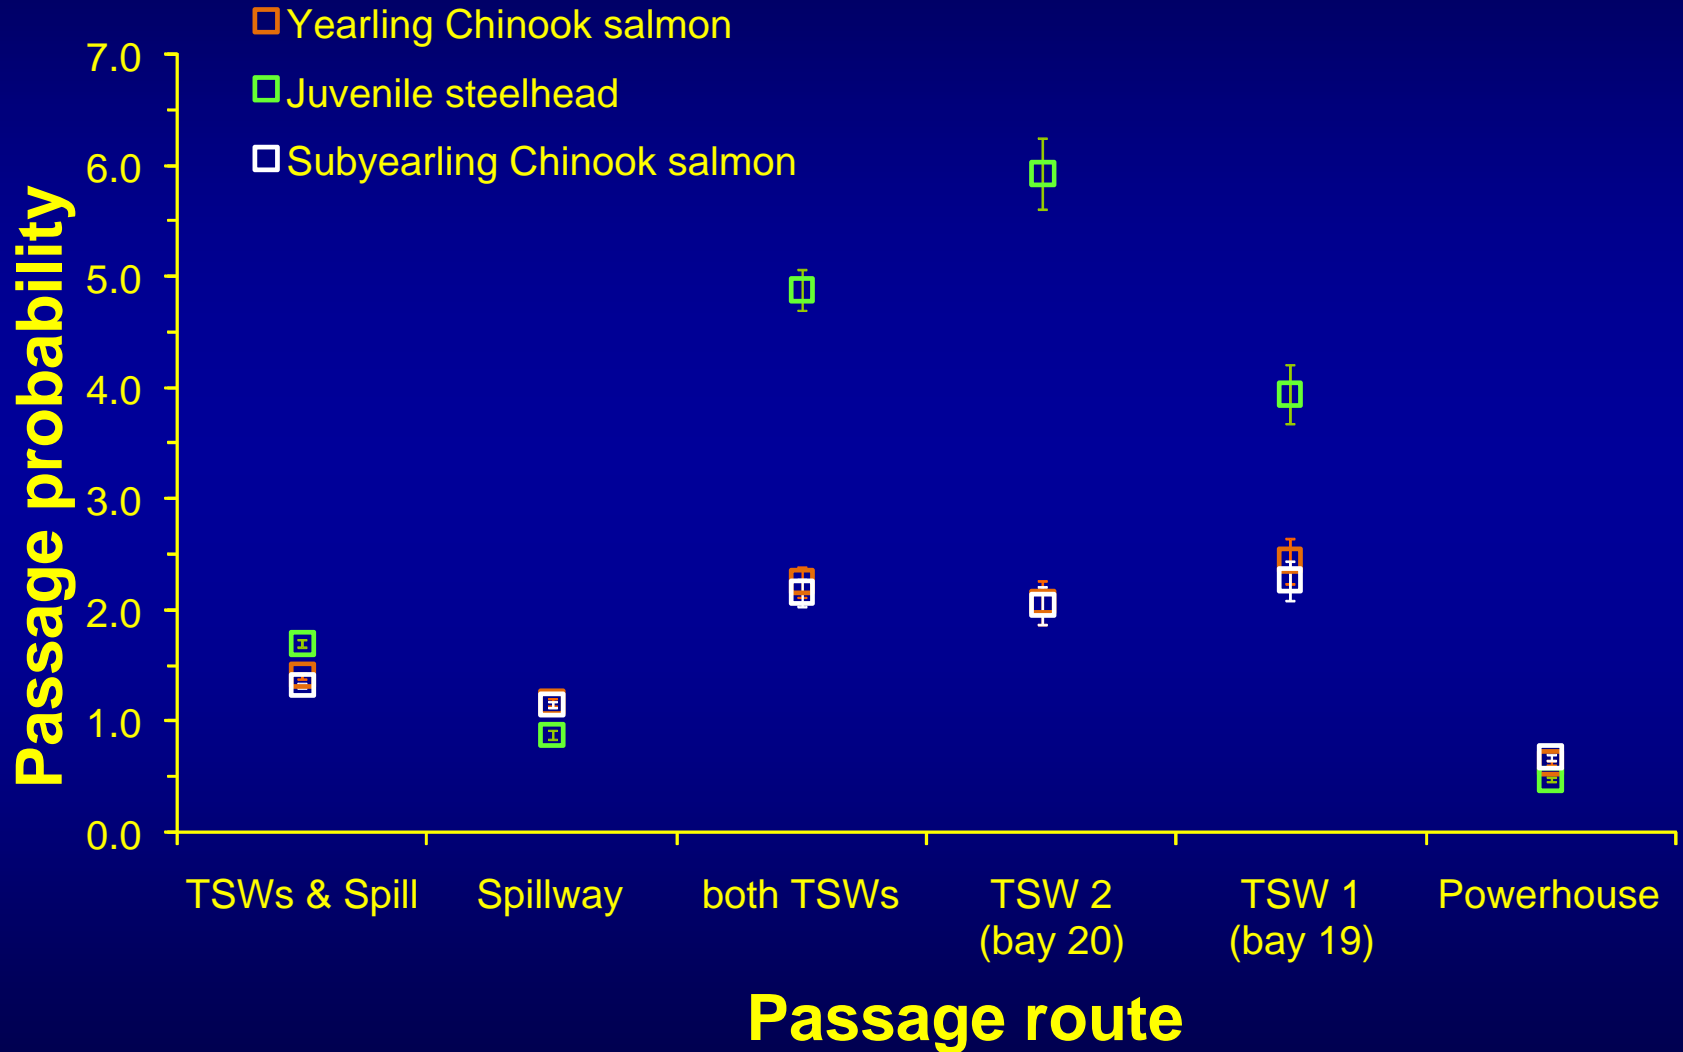 Yearling Chinook salmon
Juvenile steelhead
Subyearling Chinook salmon
Passage probability
7.0
6.0
5.0
4.0
3.0
2.0
1.0
0.0
TSWs & Spill Spillway both TSWs TSW 2 TSW 1 Powerhouse
(bay 20) (bay 19)
Passage route